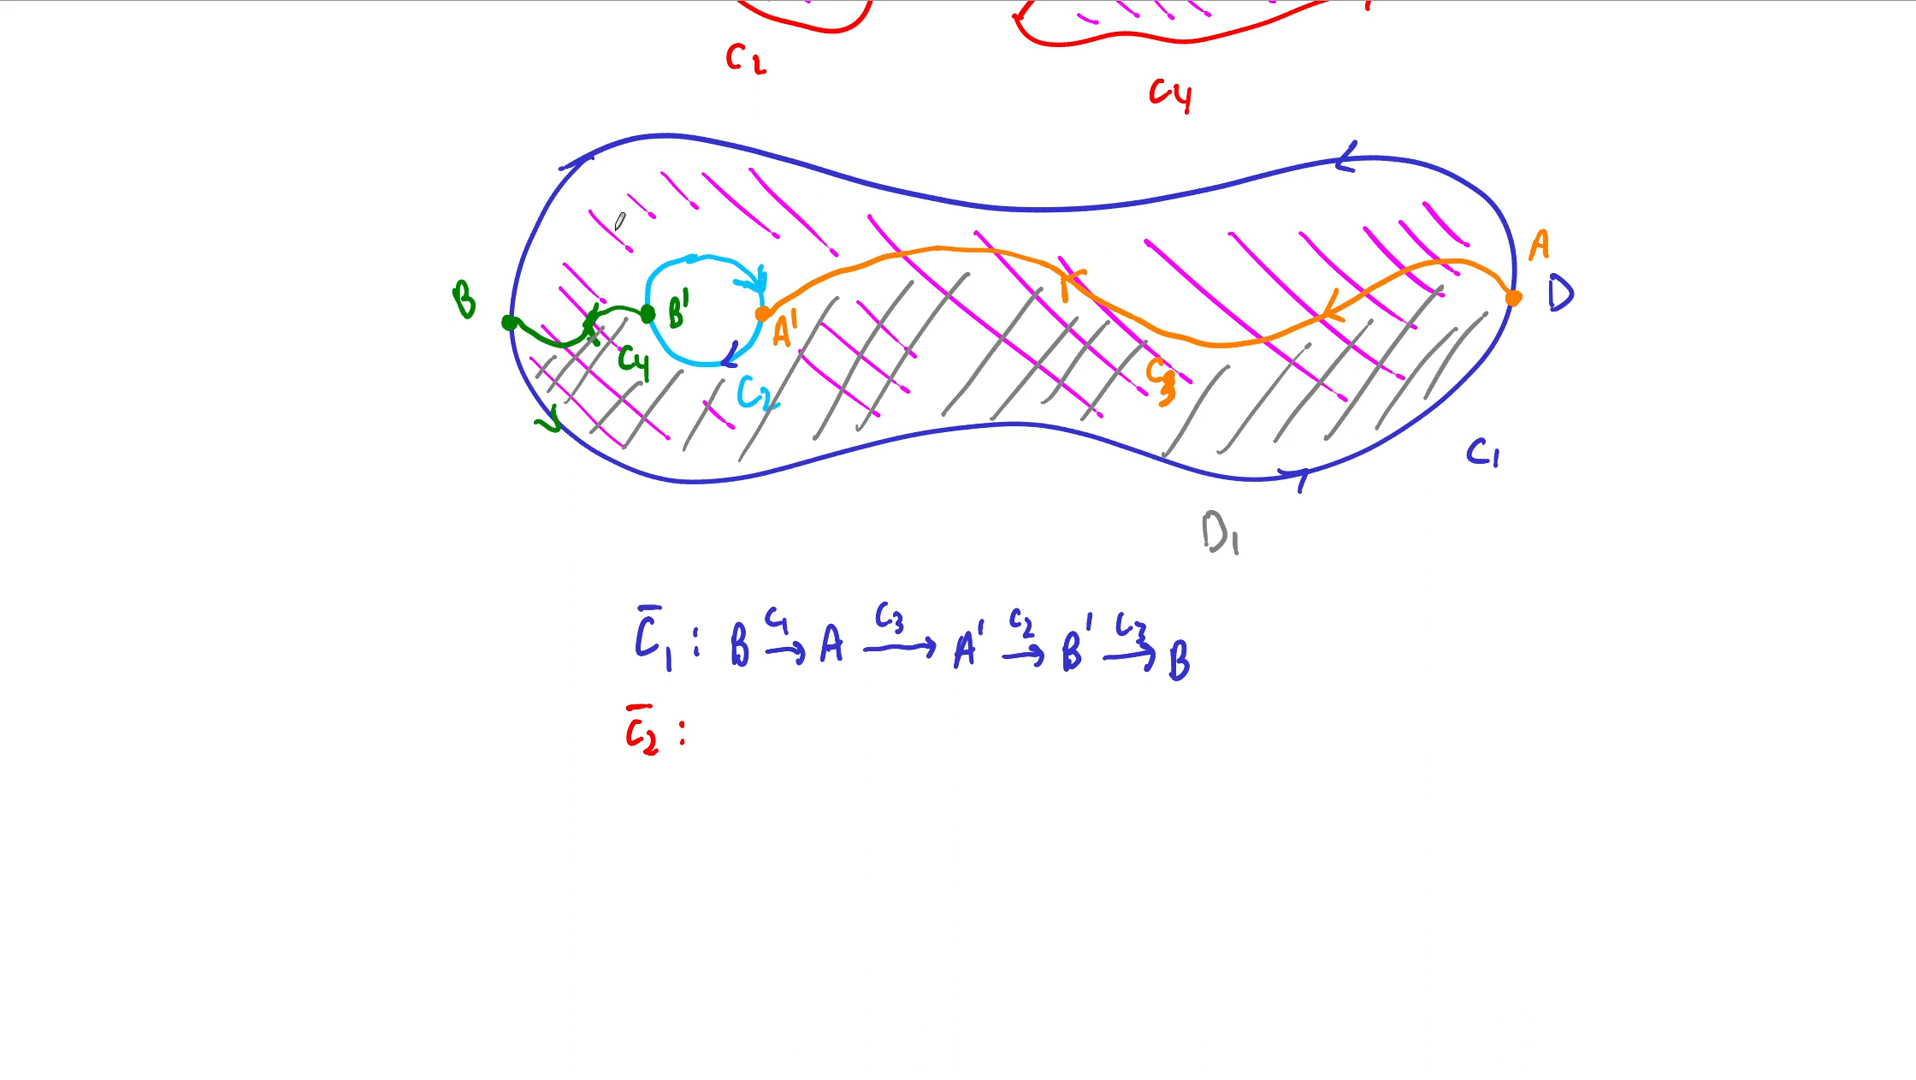 C₂
C₄
A
B
B'
A'
D
C₄
C₂
C₃
C₁
D₁
C̄₁ : B →(C₁) A →(C₃) A' →(C₂) B' →(C₃) B
C̄₂ :